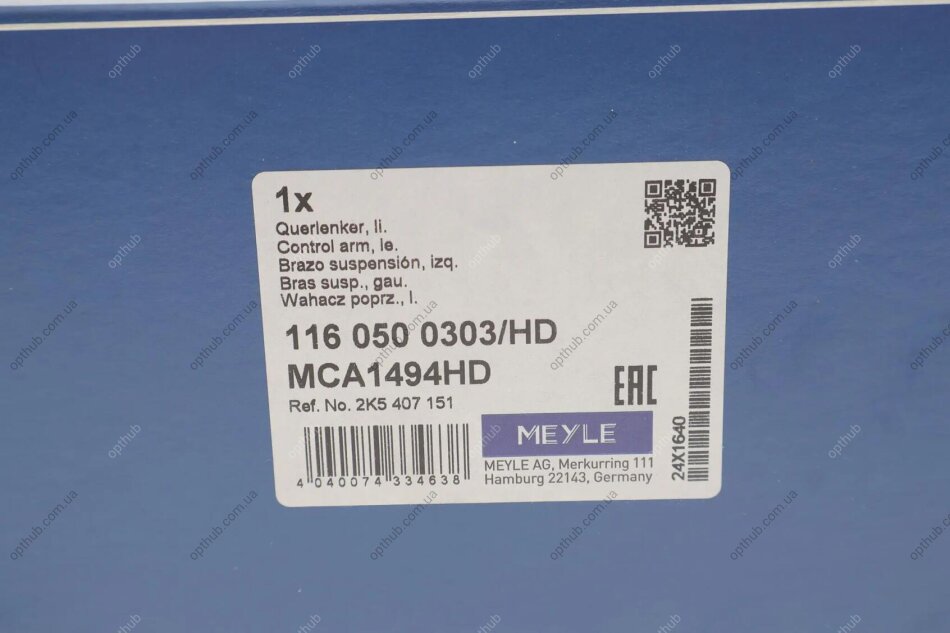 1x
Querlenker, li.
Control arm, le.
Brazo suspensión, izq.
Bras susp., gau.
Wahacz poprz., l.
116 050 0303/HD
MCA1494HD
Ref. No. 2K5 407 151
EAC
MEYLE
MEYLE AG, Merkurring 111
Hamburg 22143, Germany
4 040074 334638
24X1640
opthub
opthub.com.ua